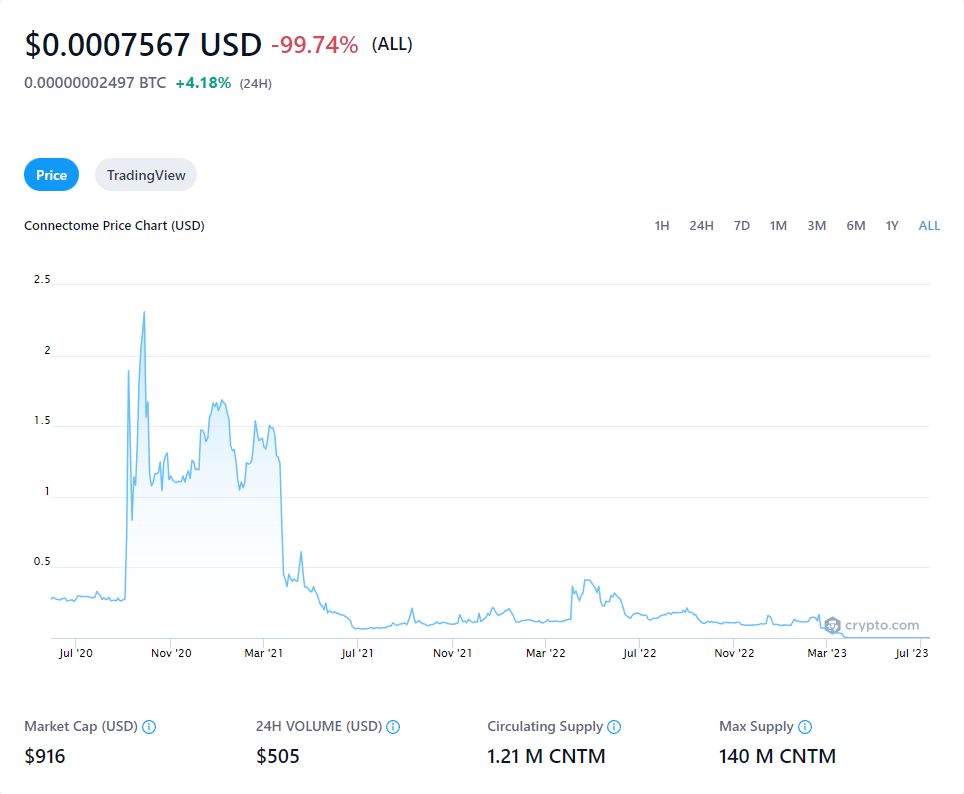 $0.0007567 USD -99.74% (ALL)
0.00000002497 BTC +4.18% (24H)
Price TradingView
Connectome Price Chart (USD) 1H 24H 7D 1M 3M 6M 1Y ALL
2.5
2
1.5
1
0.5
crypto.com
Jul '20 Nov '20 Mar '21 Jul '21 Nov '21 Mar '22 Jul '22 Nov '22 Mar '23 Jul '23
Market Cap (USD) 24H VOLUME (USD) Circulating Supply Max Supply
$916 $505 1.21 M CNTM 140 M CNTM